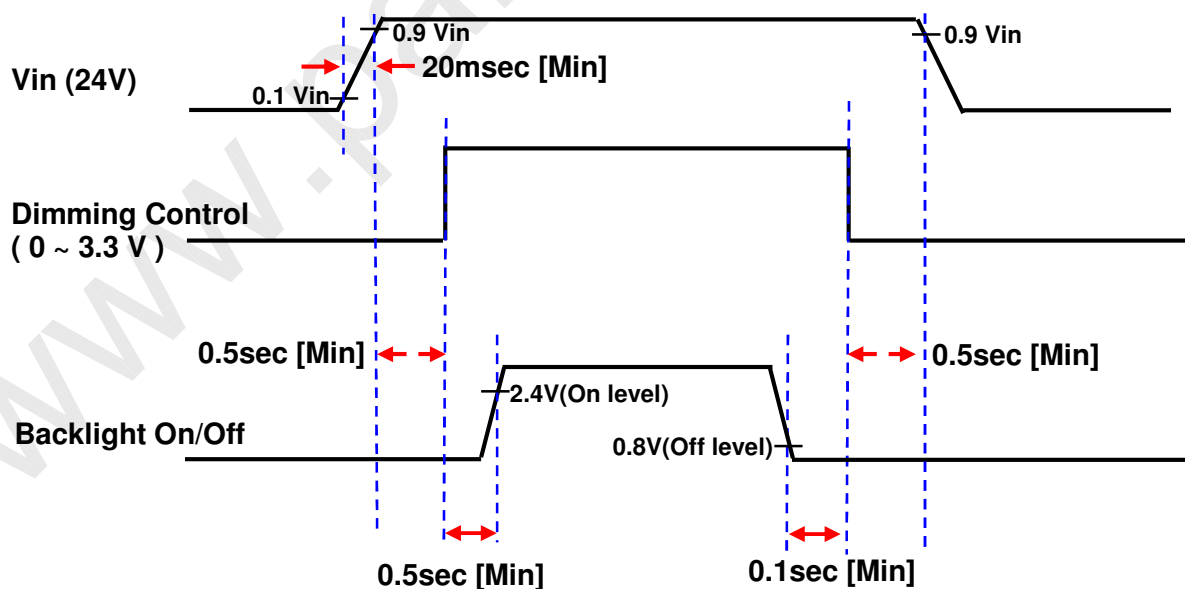 0.9 Vin
0.9 Vin
20msec [Min]
Vin (24V)
0.1 Vin
Dimming Control
( 0 ~ 3.3 V )
0.5sec [Min]
0.5sec [Min]
2.4V(On level)
Backlight On/Off
0.8V(Off level)
0.5sec [Min]
0.1sec [Min]
www.pa